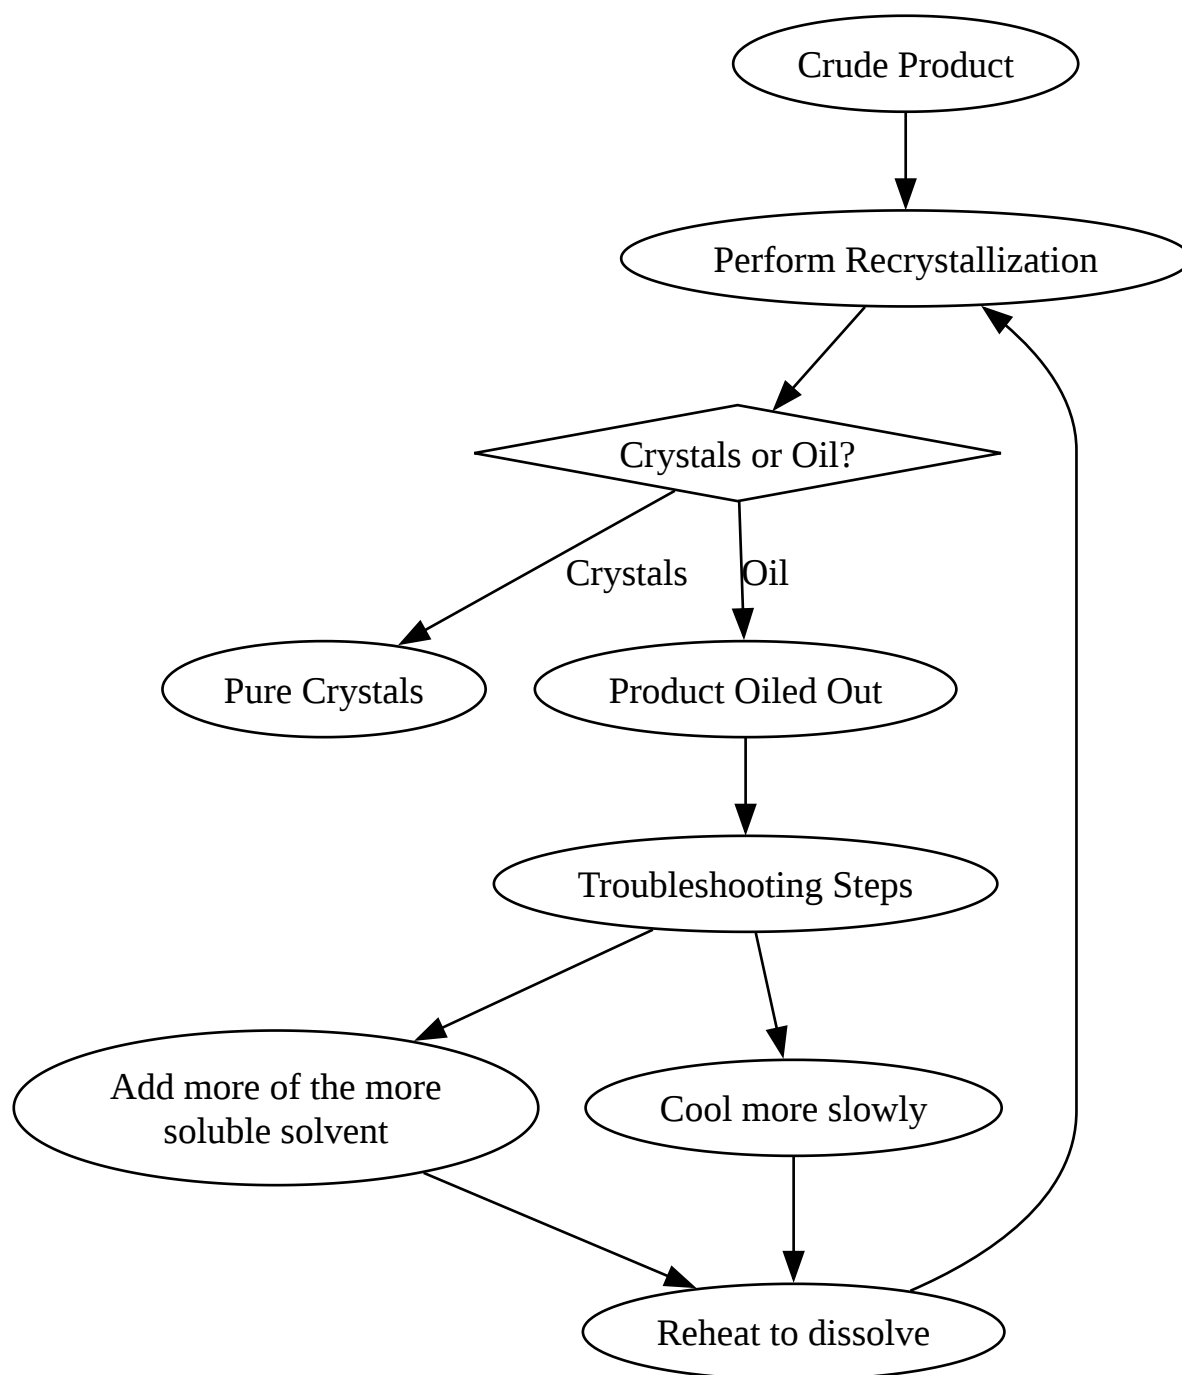 Crude Product
Perform Recrystallization
Crystals or Oil?
Crystals
Oil
Pure Crystals
Product Oiled Out
Troubleshooting Steps
Add more of the more
soluble solvent
Cool more slowly
Reheat to dissolve